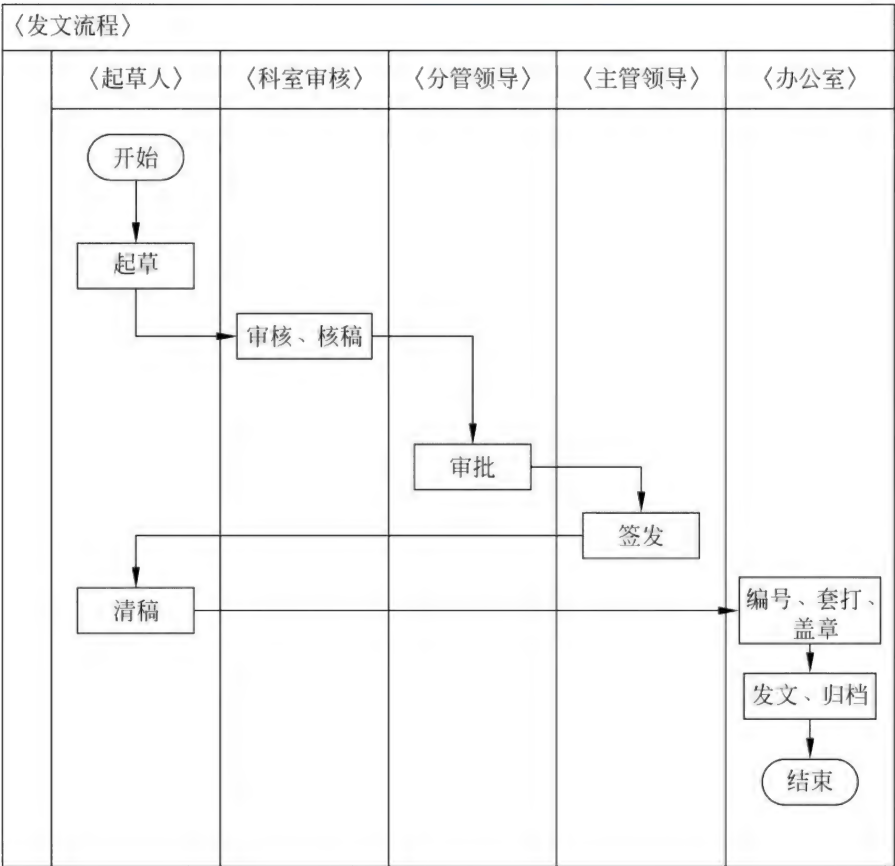 〈发文流程〉
〈起草人〉
〈科室审核〉
〈分管领导〉
〈主管领导〉
〈办公室〉
开始
起草
审核、核稿
审批
签发
清稿
编号、套打、
盖章
发文、归档
结束